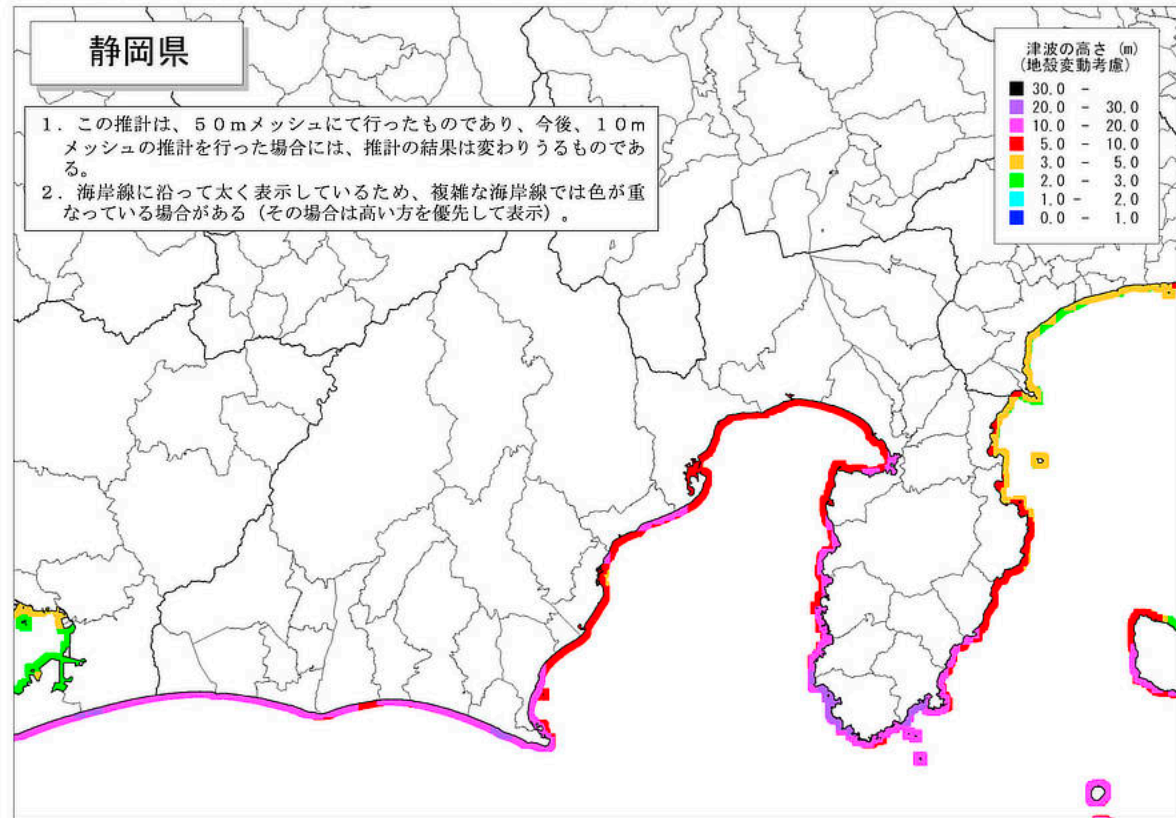 静岡県
1．この推計は、５０ｍメッシュにて行ったものであり、今後、１０ｍ
メッシュの推計を行った場合には、推計の結果は変わりうるものであ
る。
2．海岸線に沿って太く表示しているため、複雑な海岸線では色が重
なっている場合がある（その場合は高い方を優先して表示）。
津波の高さ (m)
(地殻変動考慮)
30.0 -
20.0 - 30.0
10.0 - 20.0
5.0 - 10.0
3.0 - 5.0
2.0 - 3.0
1.0 - 2.0
0.0 - 1.0